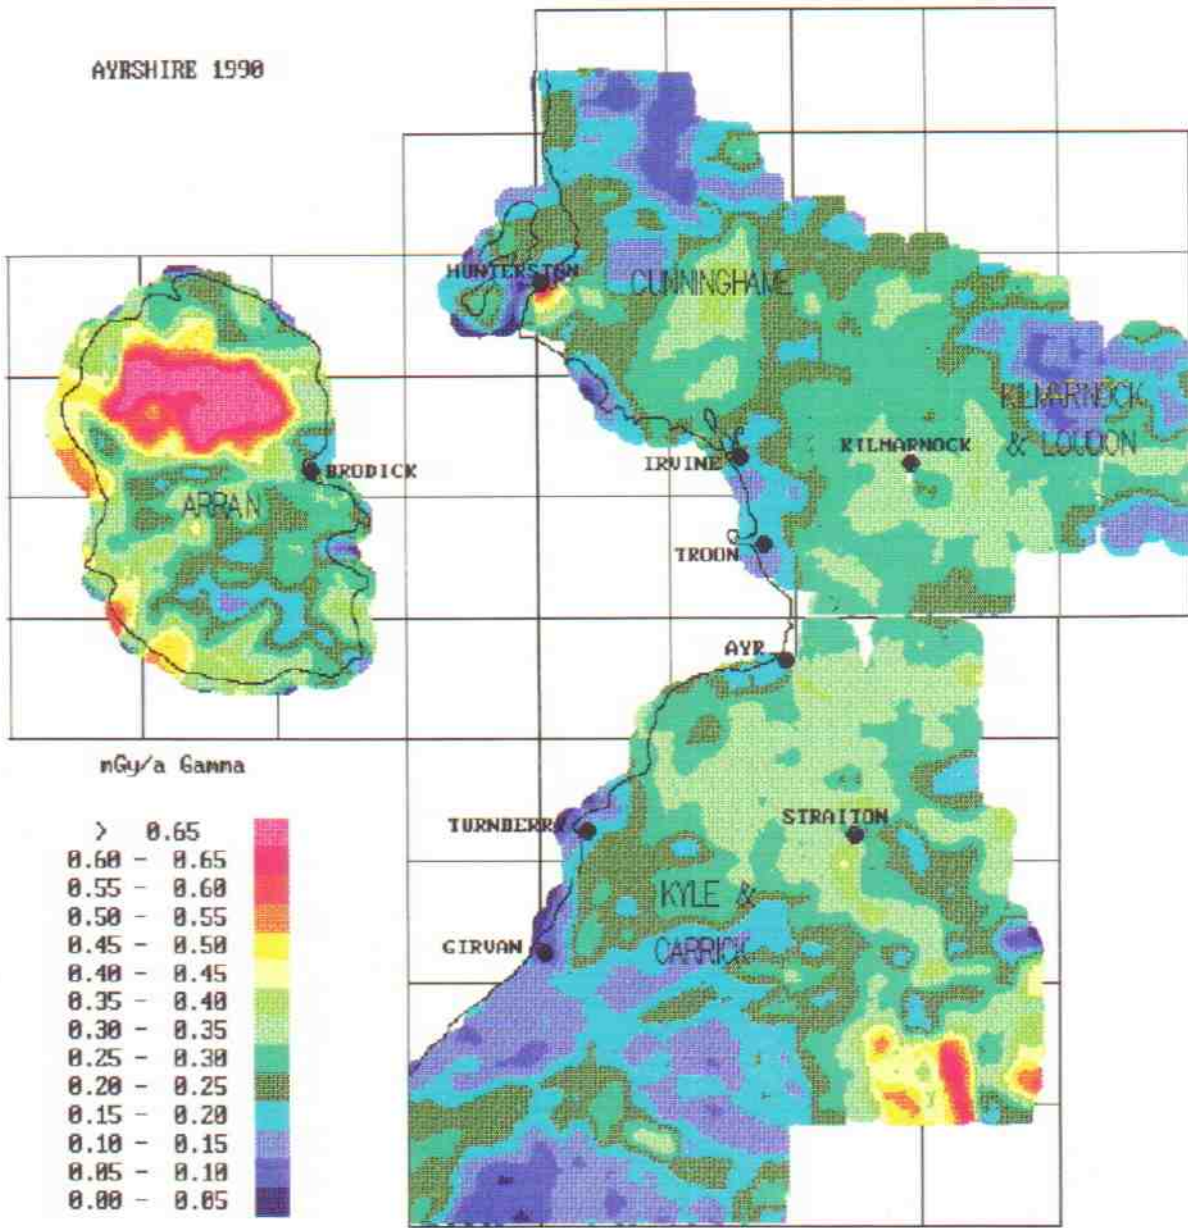 AYRSHIRE 1990
HUNTERSTON
CUNNINGHAME
KILMARNOCK
& LOUDON
IRVINE
KILMARNOCK
BRODICK
ARRAN
TROON
AYR
mGy/a Gamma
> 0.65
0.60 - 0.65
0.55 - 0.60
0.50 - 0.55
0.45 - 0.50
0.40 - 0.45
0.35 - 0.40
0.30 - 0.35
0.25 - 0.30
0.20 - 0.25
0.15 - 0.20
0.10 - 0.15
0.05 - 0.10
0.00 - 0.05
TURNBERRY
STRAITON
KYLE &
CARRICK
GIRVAN